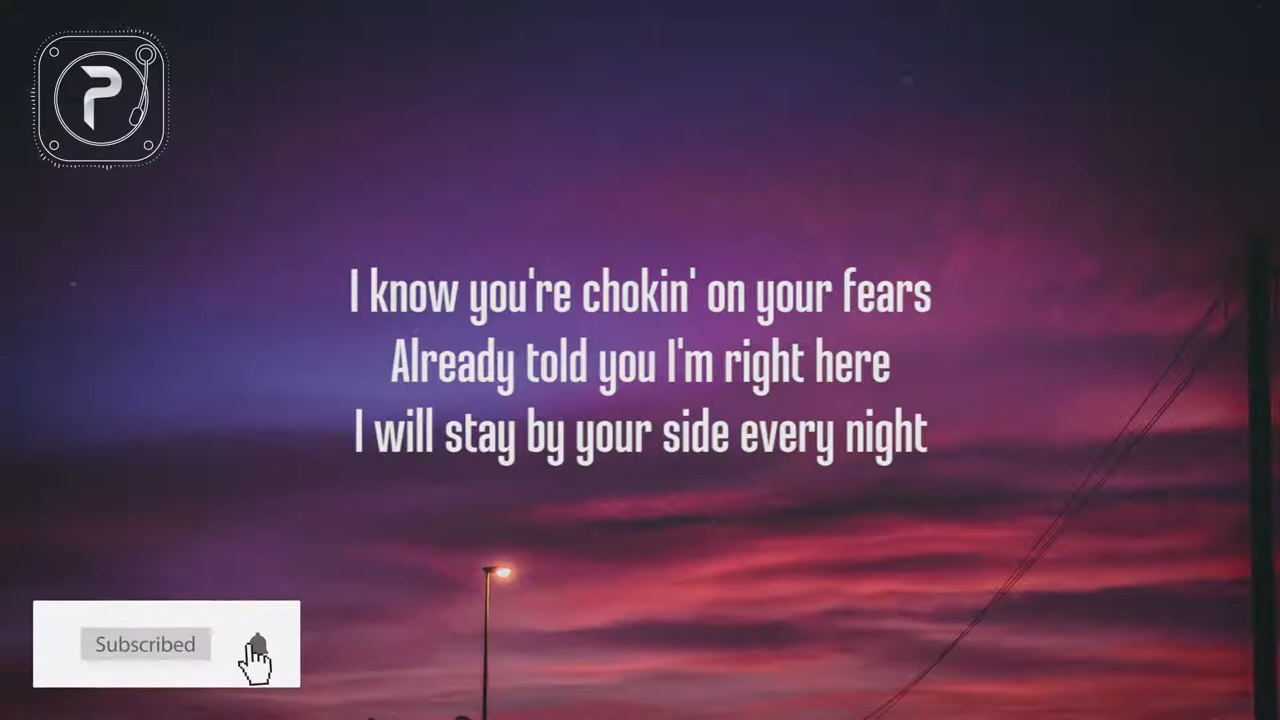 P
I know you're chokin' on your fears
Already told you I'm right here
I will stay by your side every night
Subscribed